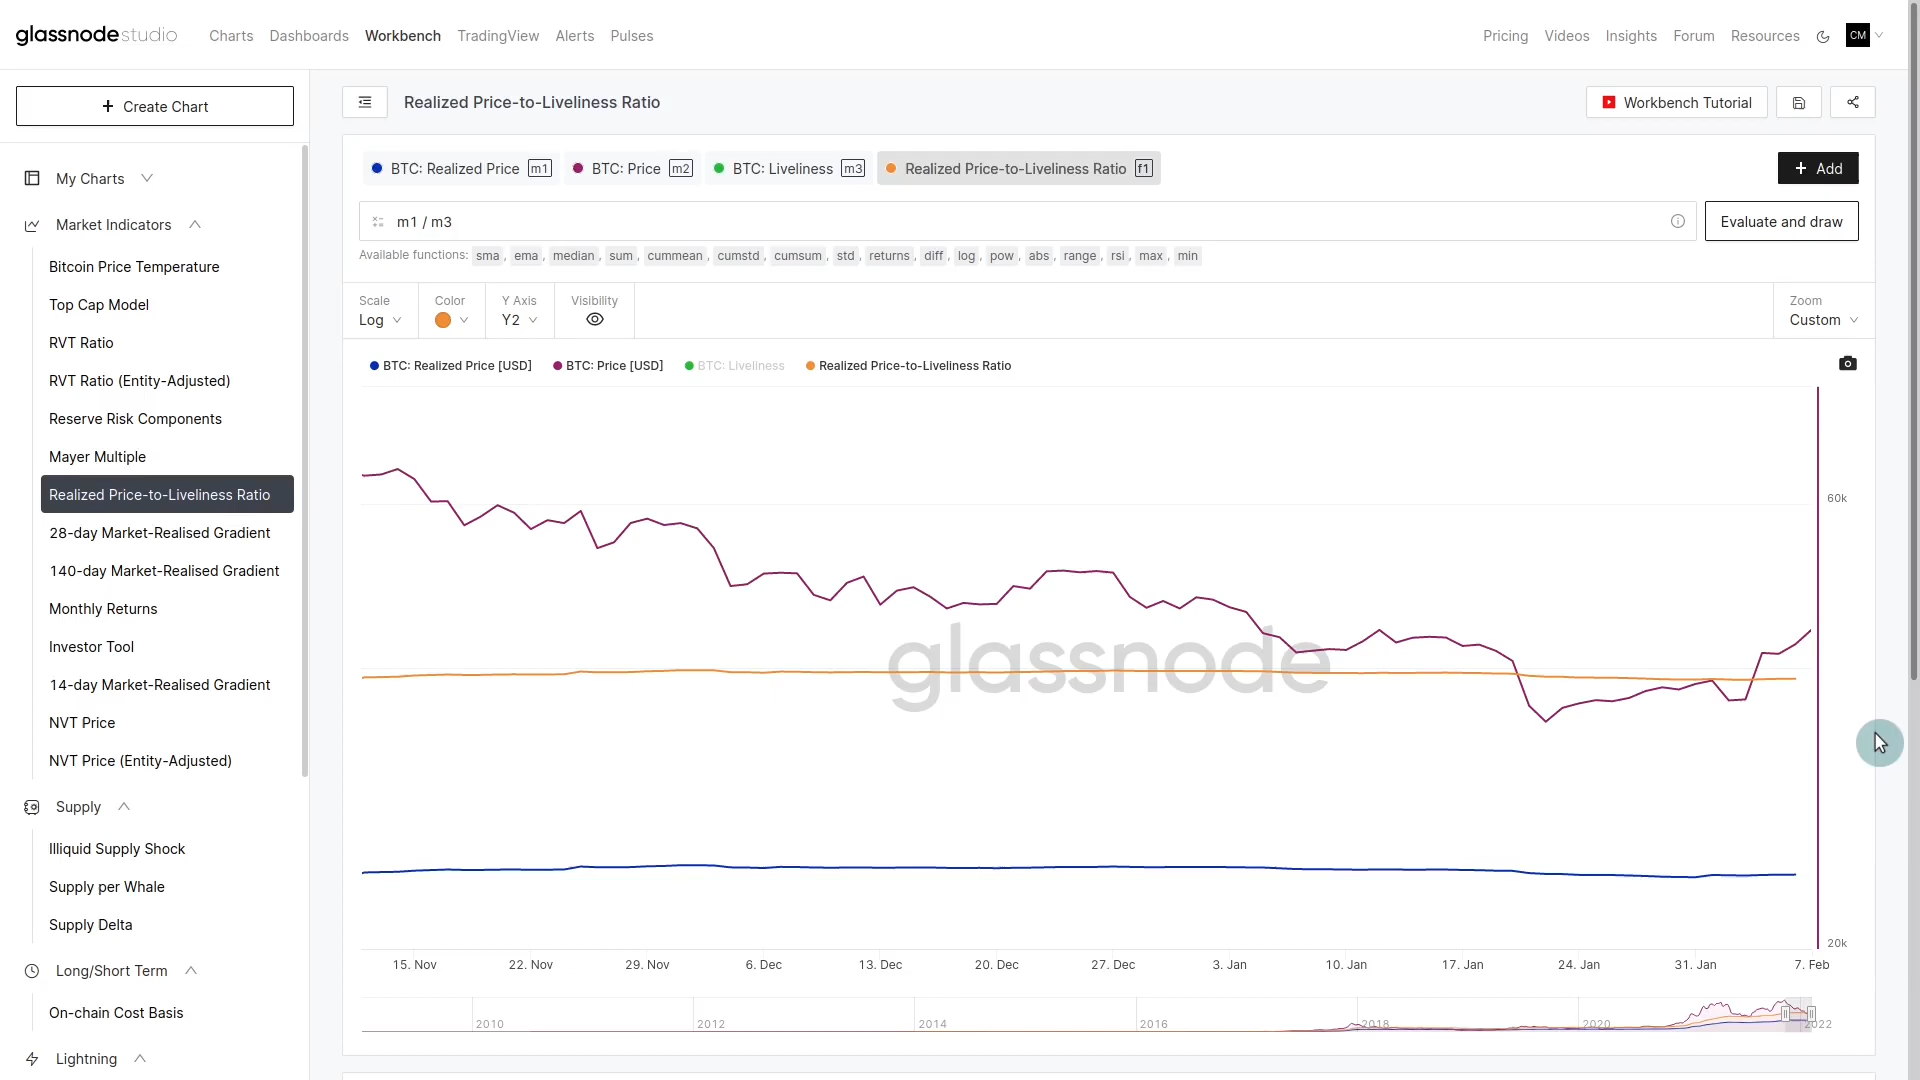 glassnodestudio Charts Dashboards Workbench TradingView Alerts Pulses Pricing Videos Insights Forum Resources CM
+ Create Chart
My Charts
Market Indicators
Bitcoin Price Temperature
Top Cap Model
RVT Ratio
RVT Ratio (Entity-Adjusted)
Reserve Risk Components
Mayer Multiple
Realized Price-to-Liveliness Ratio
28-day Market-Realised Gradient
140-day Market-Realised Gradient
Monthly Returns
Investor Tool
14-day Market-Realised Gradient
NVT Price
NVT Price (Entity-Adjusted)
Supply
Illiquid Supply Shock
Supply per Whale
Supply Delta
Long/Short Term
On-chain Cost Basis
Lightning
Realized Price-to-Liveliness Ratio Workbench Tutorial
BTC: Realized Price m1 BTC: Price m2 BTC: Liveliness m3 Realized Price-to-Liveliness Ratio f1 + Add
m1 / m3 Evaluate and draw
Available functions: sma , ema , median , sum , cummean , cumstd , cumsum , std , returns , diff , log , pow , abs , range , rsi , max , min
Scale Color Y Axis Visibility Zoom
Log Y2 Custom
BTC: Realized Price [USD] BTC: Price [USD] BTC: Liveliness Realized Price-to-Liveliness Ratio
60k
glassnode
20k
15. Nov 22. Nov 29. Nov 6. Dec 13. Dec 20. Dec 27. Dec 3. Jan 10. Jan 17. Jan 24. Jan 31. Jan 7. Feb
2010 2012 2014 2016 2018 2020 2022